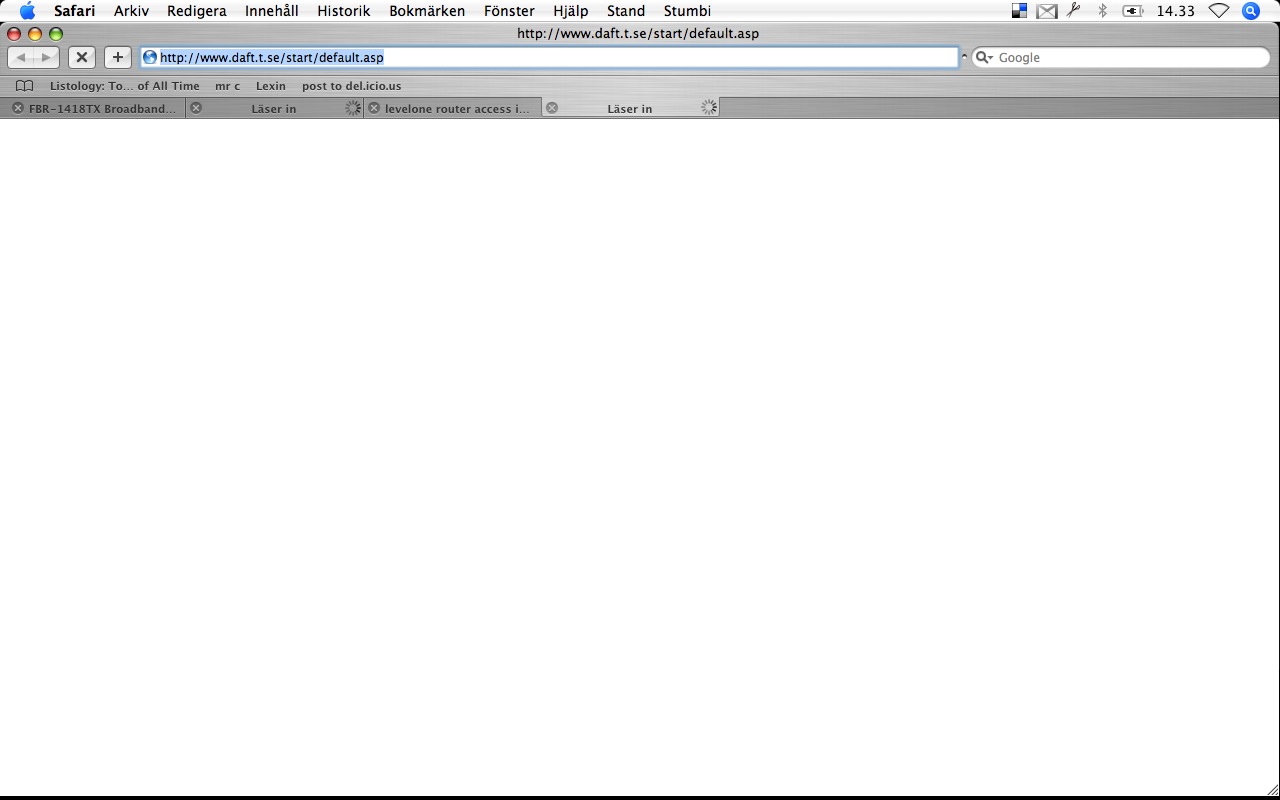 Safari Arkiv Redigera Innehåll Historik Bokmärken Fönster Hjälp Stand Stumbi 14.33
http://www.daft.t.se/start/default.asp
http://www.daft.t.se/start/default.asp Google
Listology: To... of All Time mr c Lexin post to del.icio.us
FBR-1418TX Broadband... Läser in levelone router access i... Läser in